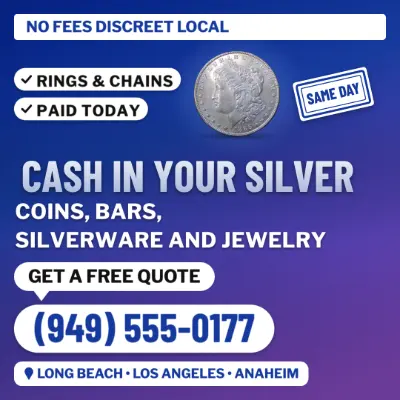 NO FEES DISCREET LOCAL
RINGS & CHAINS
PAID TODAY
SAME DAY
CASH IN YOUR SILVER
COINS, BARS,
SILVERWARE AND JEWELRY
GET A FREE QUOTE
(949) 555-0177
LONG BEACH • LOS ANGELES • ANAHEIM